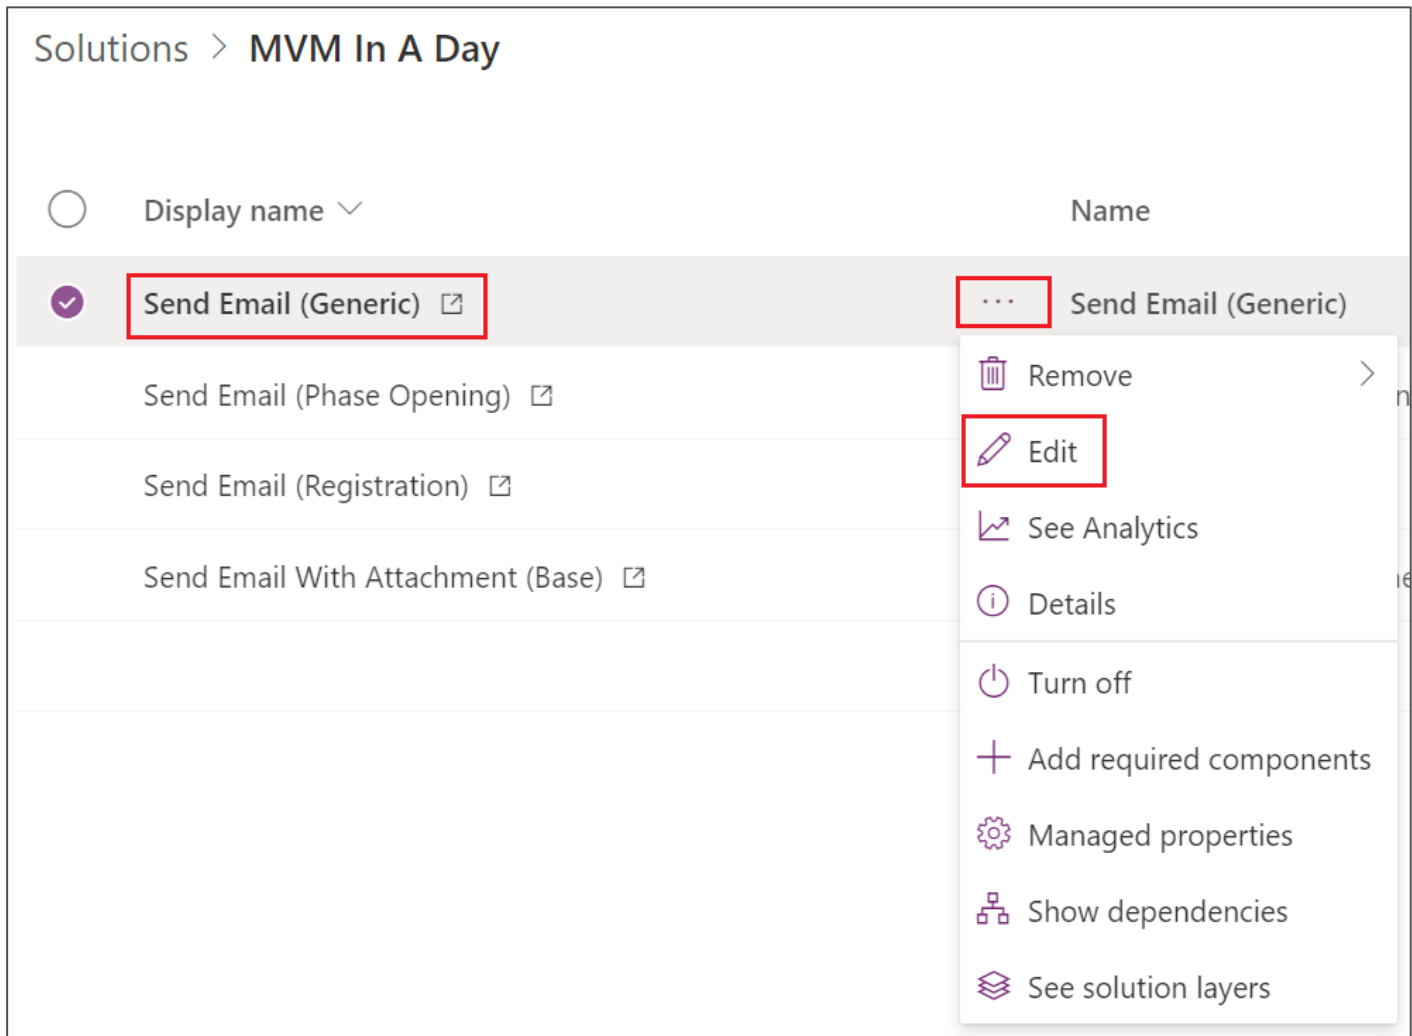 Solutions > MVM In A Day
Display name Name
Send Email (Generic) ... Send Email (Generic)
Remove
Send Email (Phase Opening)
Edit
Send Email (Registration)
See Analytics
Send Email With Attachment (Base)
Details
Turn off
Add required components
Managed properties
Show dependencies
See solution layers